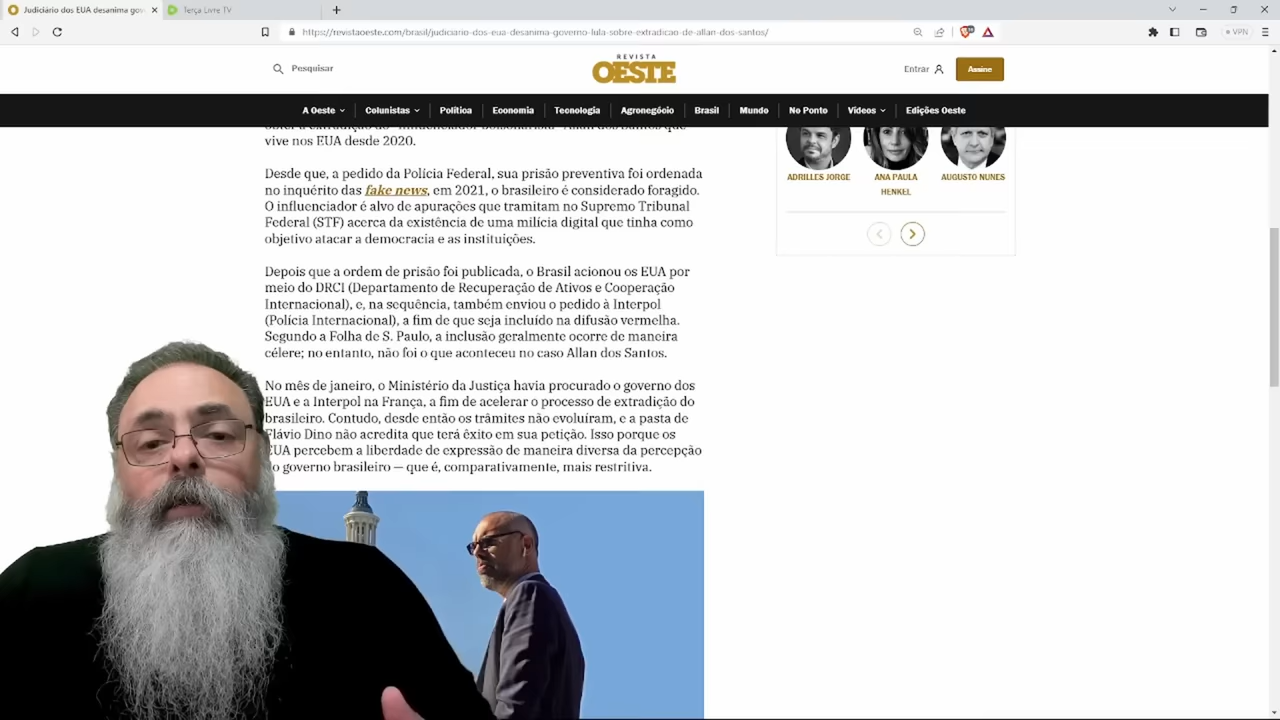 Judiciário dos EUA desanima gov
Terça Livre TV
https://revistaoeste.com/brasil/judiciario-dos-eua-desanima-governo-lula-sobre-extradicao-de-allan-dos-santos/
VPN
Pesquisar
REVISTA
OESTE
Entrar
Assine
A Oeste
Colunistas
Política
Economia
Tecnologia
Agronegócio
Brasil
Mundo
No Ponto
Vídeos
Edições Oeste
vive nos EUA desde 2020.
Desde que, a pedido da Polícia Federal, sua prisão preventiva foi ordenada
no inquérito das fake news, em 2021, o brasileiro é considerado foragido.
O influenciador é alvo de apurações que tramitam no Supremo Tribunal
Federal (STF) acerca da existência de uma milícia digital que tinha como
objetivo atacar a democracia e as instituições.
Depois que a ordem de prisão foi publicada, o Brasil acionou os EUA por
meio do DRCI (Departamento de Recuperação de Ativos e Cooperação
Internacional), e, na sequência, também enviou o pedido à Interpol
(Polícia Internacional), a fim de que seja incluído na difusão vermelha.
Segundo a Folha de S. Paulo, a inclusão geralmente ocorre de maneira
célere; no entanto, não foi o que aconteceu no caso Allan dos Santos.
No mês de janeiro, o Ministério da Justiça havia procurado o governo dos
EUA e a Interpol na França, a fim de acelerar o processo de extradição do
brasileiro. Contudo, desde então os trâmites não evoluíram, e a pasta de
Flávio Dino não acredita que terá êxito em sua petição. Isso porque os
EUA percebem a liberdade de expressão de maneira diversa da percepção
governo brasileiro — que é, comparativamente, mais restritiva.
ADRILLES JORGE
ANA PAULA
HENKEL
AUGUSTO NUNES